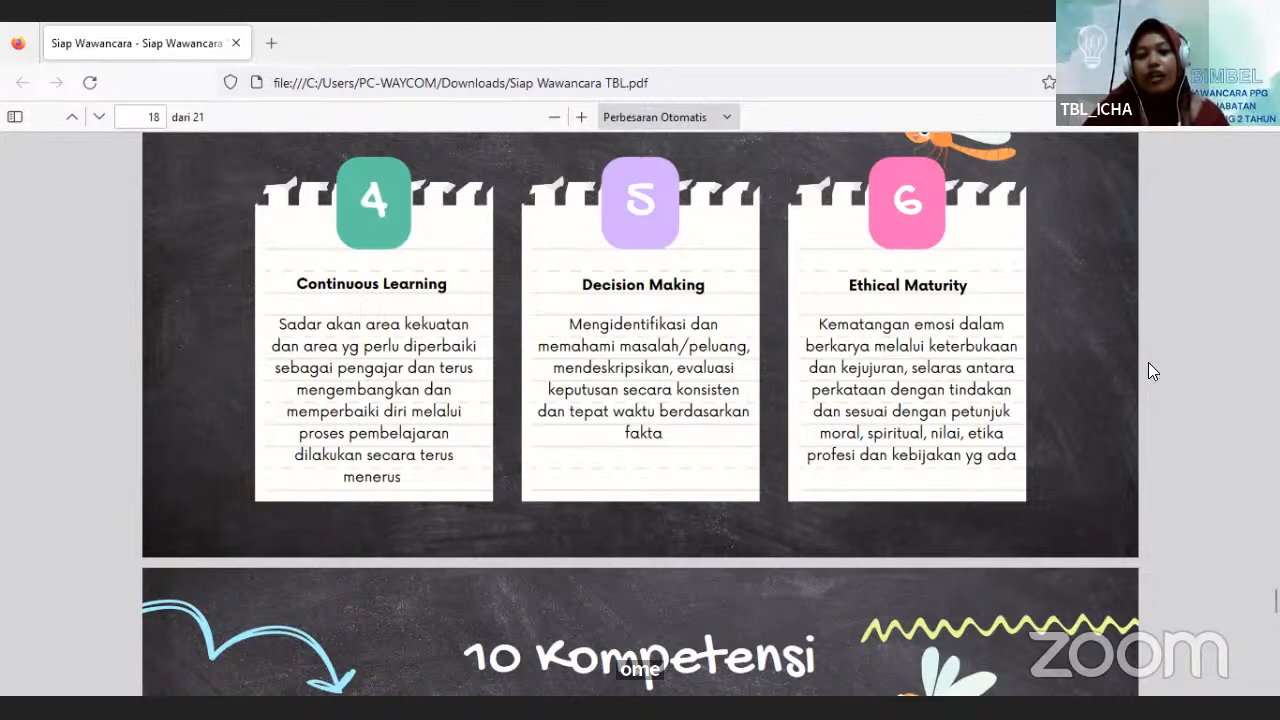 Siap Wawancara - Siap Wawancara
file:///C:/Users/PC-WAYCOM/Downloads/Siap Wawancara TBL.pdf
18 dari 21
Perbesaran Otomatis
BIMBEL
WAWANCARA PPG
2 TAHUN
TBL_ICHA
4
Continuous Learning
Sadar akan area kekuatan
dan area yg perlu diperbaiki
sebagai pengajar dan terus
mengembangkan dan
memperbaiki diri melalui
proses pembelajaran
dilakukan secara terus
menerus
5
Decision Making
Mengidentifikasi dan
memahami masalah/peluang,
mendeskripsikan, evaluasi
keputusan secara konsisten
dan tepat waktu berdasarkan
fakta
6
Ethical Maturity
Kematangan emosi dalam
berkarya melalui keterbukaan
dan kejujuran, selaras antara
perkataan dengan tindakan
dan sesuai dengan petunjuk
moral, spiritual, nilai, etika
profesi dan kebijakan yg ada
10 Kompetensi
ome
zoom